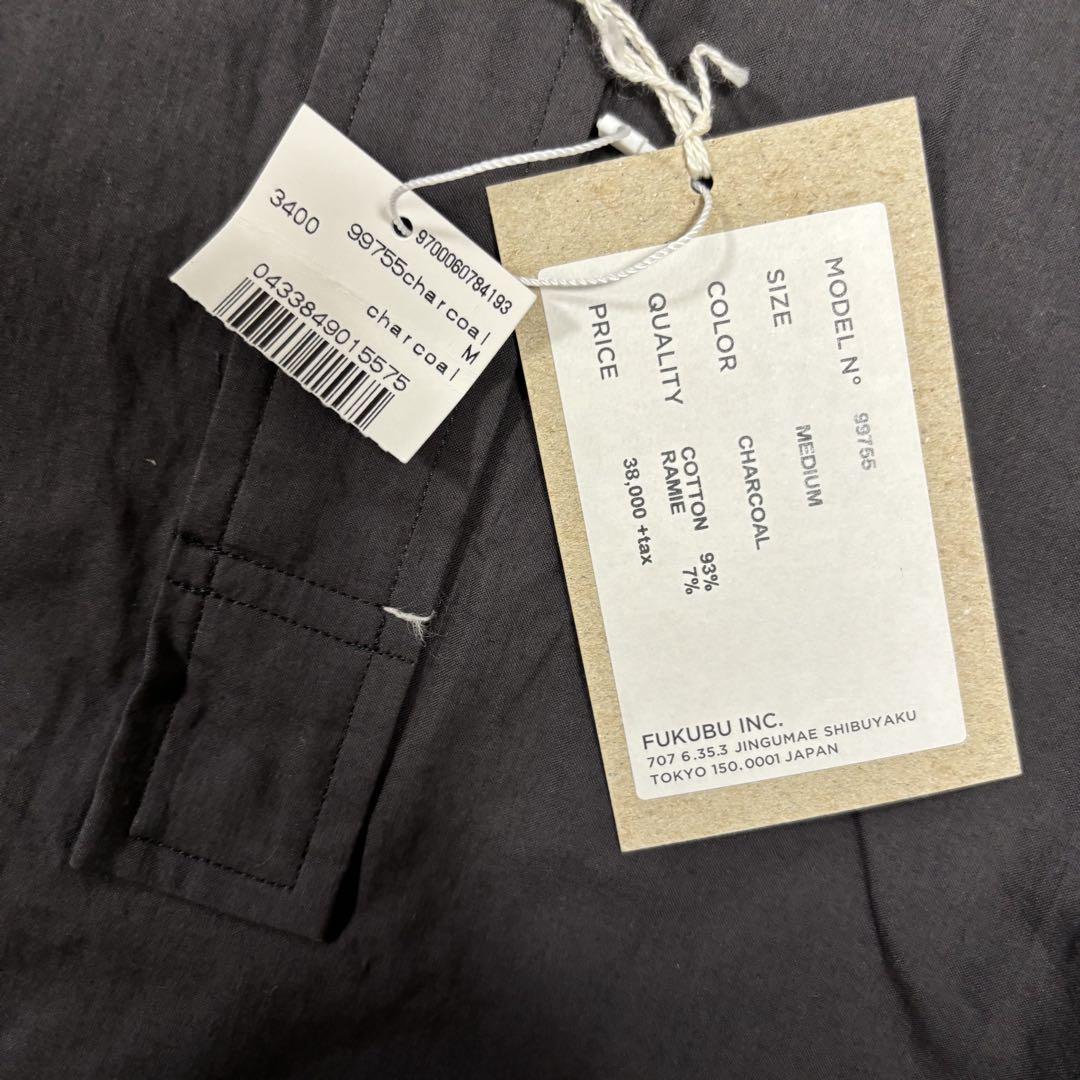 9700060784193
3400 99755charcoal
M
charcoal
0433849015575
MODEL Nº 99755
SIZE MEDIUM
COLOR CHARCOAL
QUALITY COTTON 93%
RAMIE 7%
PRICE 38,000 +tax
FUKUBU INC.
707 6.35.3 JINGUMAE SHIBUYAKU
TOKYO 150.0001 JAPAN